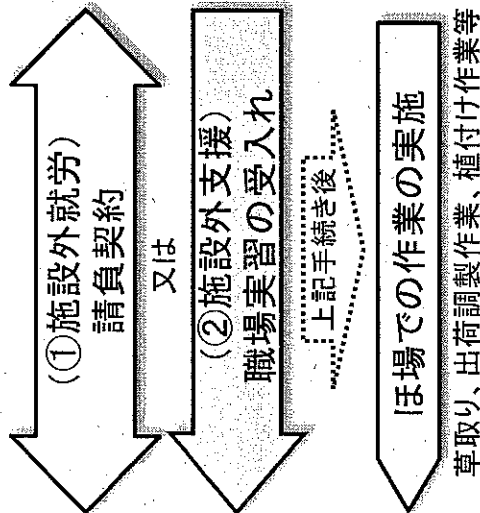 (①施設外就労)
請負契約
又は
(②施設外支援)
職場実習の受入れ
上記手続き後
ほ場での作業の実施
草取り、出荷調製作業、植付け作業等